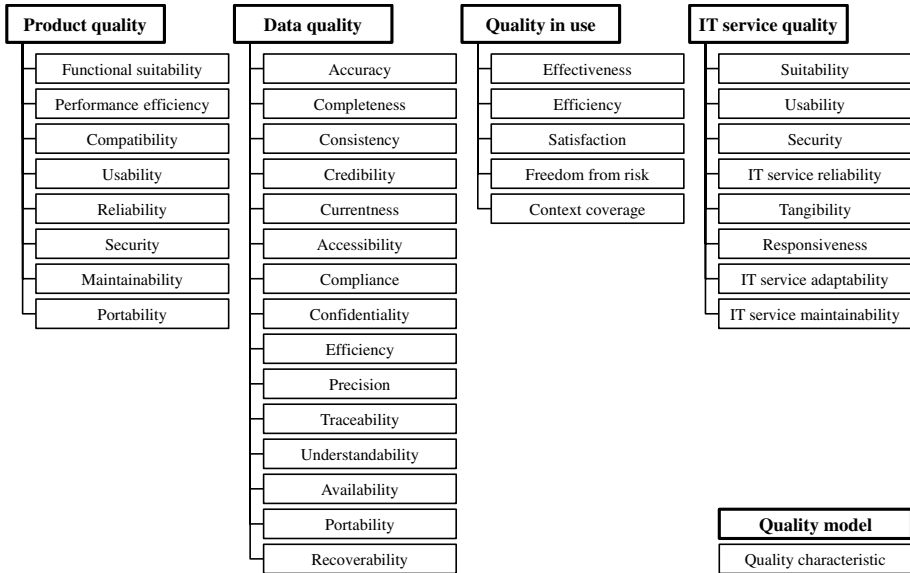 Product quality
Functional suitability
Performance efficiency
Compatibility
Usability
Reliability
Security
Maintainability
Portability
Data quality
Accuracy
Completeness
Consistency
Credibility
Currentness
Accessibility
Compliance
Confidentiality
Efficiency
Precision
Traceability
Understandability
Availability
Portability
Recoverability
Quality in use
Effectiveness
Efficiency
Satisfaction
Freedom from risk
Context coverage
IT service quality
Suitability
Usability
Security
IT service reliability
Tangibility
Responsiveness
IT service adaptability
IT service maintainability
Quality model
Quality characteristic